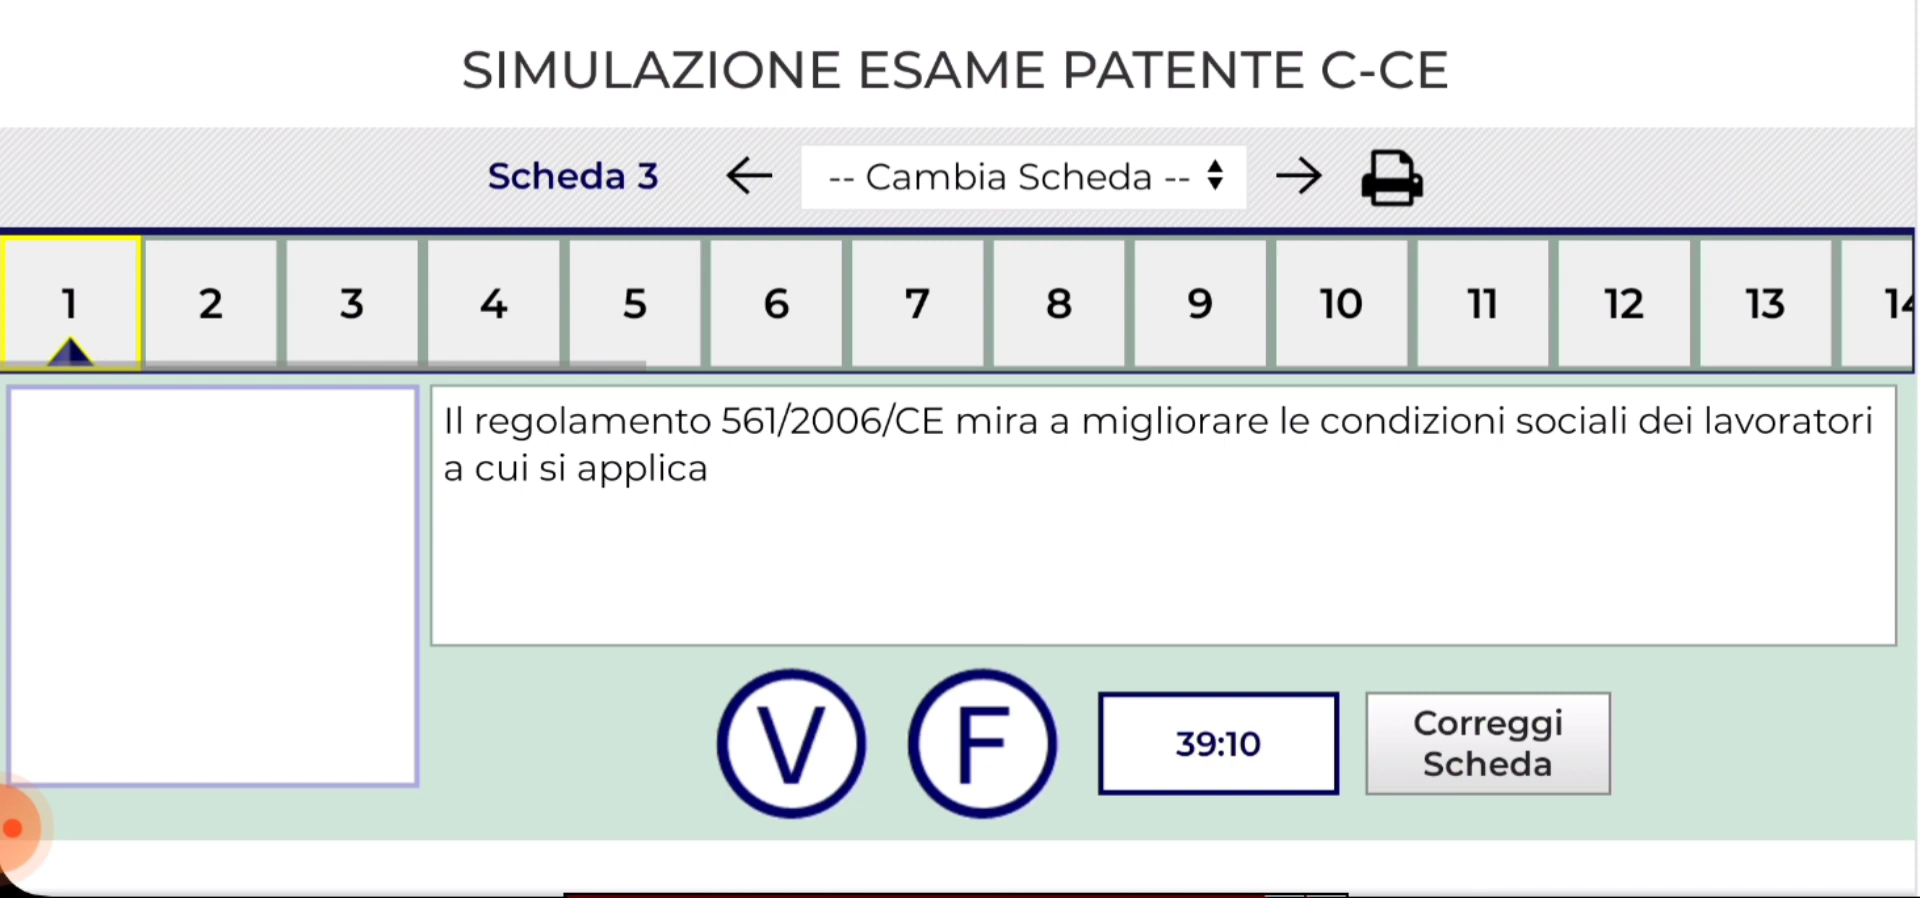 SIMULAZIONE ESAME PATENTE C-CE
Scheda 3 ← -- Cambia Scheda -- →
1 2 3 4 5 6 7 8 9 10 11 12 13 14
Il regolamento 561/2006/CE mira a migliorare le condizioni sociali dei lavoratori
a cui si applica
V F 39:10 Correggi
Scheda